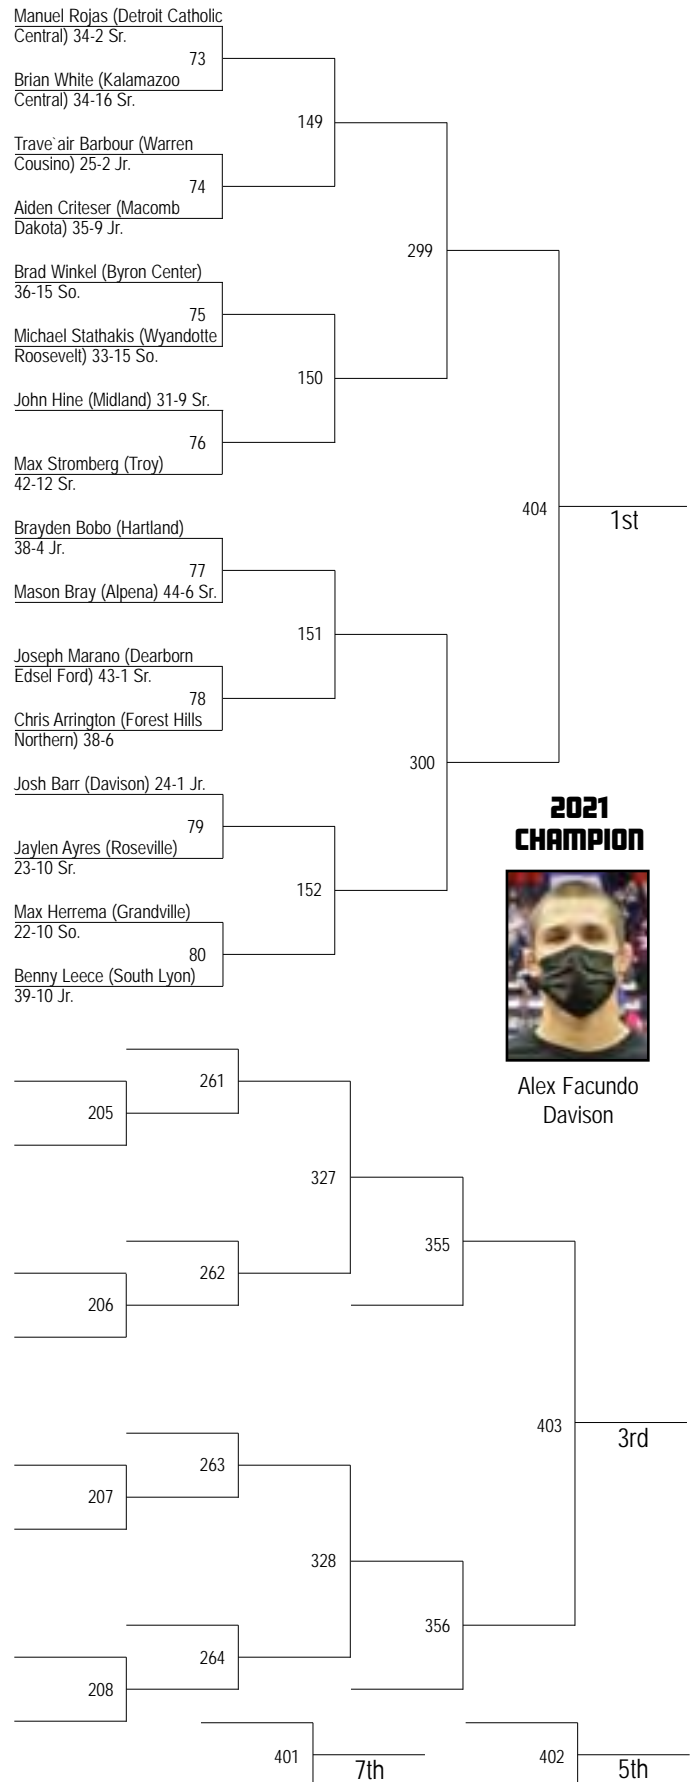 Manuel Rojas (Detroit Catholic
Central) 34-2 Sr.
73
Brian White (Kalamazoo
Central) 34-16 Sr.
149
Trave`air Barbour (Warren
Cousino) 25-2 Jr.
74
Aiden Criteser (Macomb
Dakota) 35-9 Jr.
299
Brad Winkel (Byron Center)
36-15 So.
75
Michael Stathakis (Wyandotte
Roosevelt) 33-15 So.
150
John Hine (Midland) 31-9 Sr.
76
Max Stromberg (Troy)
42-12 Sr.
404
1st
Brayden Bobo (Hartland)
38-4 Jr.
77
Mason Bray (Alpena) 44-6 Sr.
151
Joseph Marano (Dearborn
Edsel Ford) 43-1 Sr.
78
Chris Arrington (Forest Hills
Northern) 38-6
300
Josh Barr (Davison) 24-1 Jr.
79
Jaylen Ayres (Roseville)
23-10 Sr.
152
Max Herrema (Grandville)
22-10 So.
80
Benny Leece (South Lyon)
39-10 Jr.
2021
CHAMPION
Alex Facundo
Davison
261
205
327
355
262
206
403
3rd
263
207
328
356
264
208
401
7th
402
5th